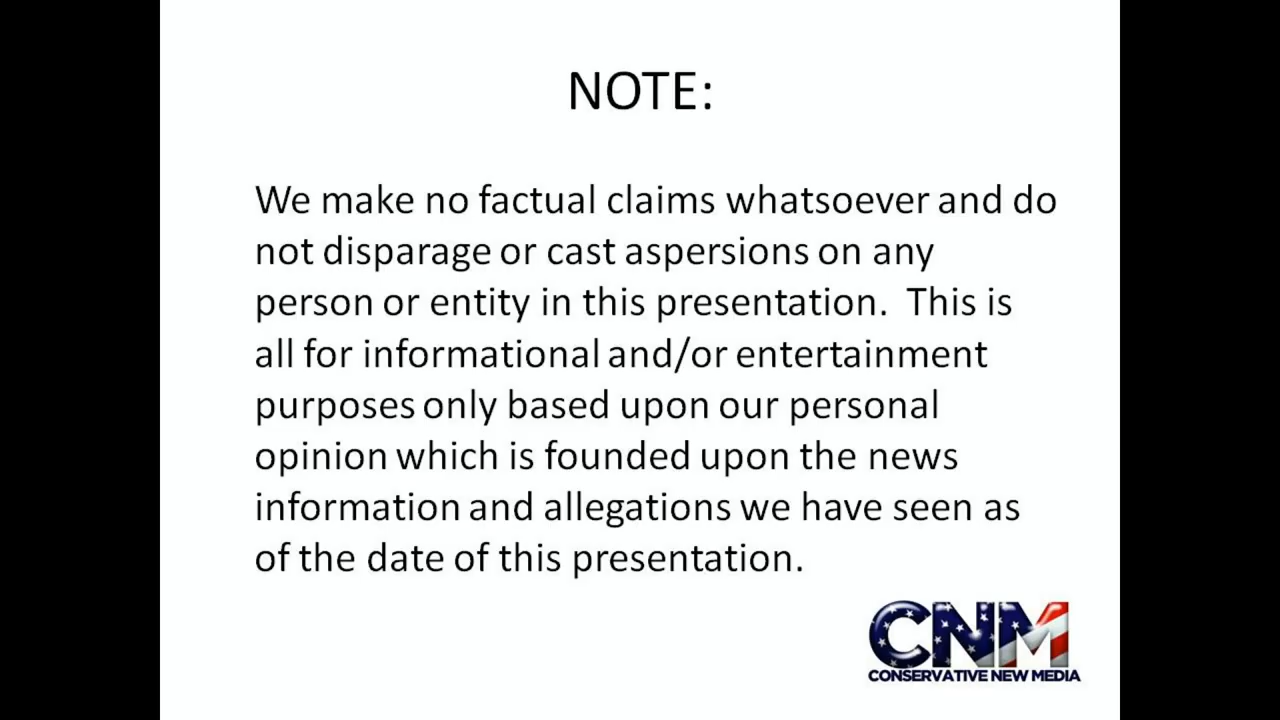 NOTE:
We make no factual claims whatsoever and do
not disparage or cast aspersions on any
person or entity in this presentation.  This is
all for informational and/or entertainment
purposes only based upon our personal
opinion which is founded upon the news
information and allegations we have seen as
of the date of this presentation.
CNM
CONSERVATIVE NEW MEDIA